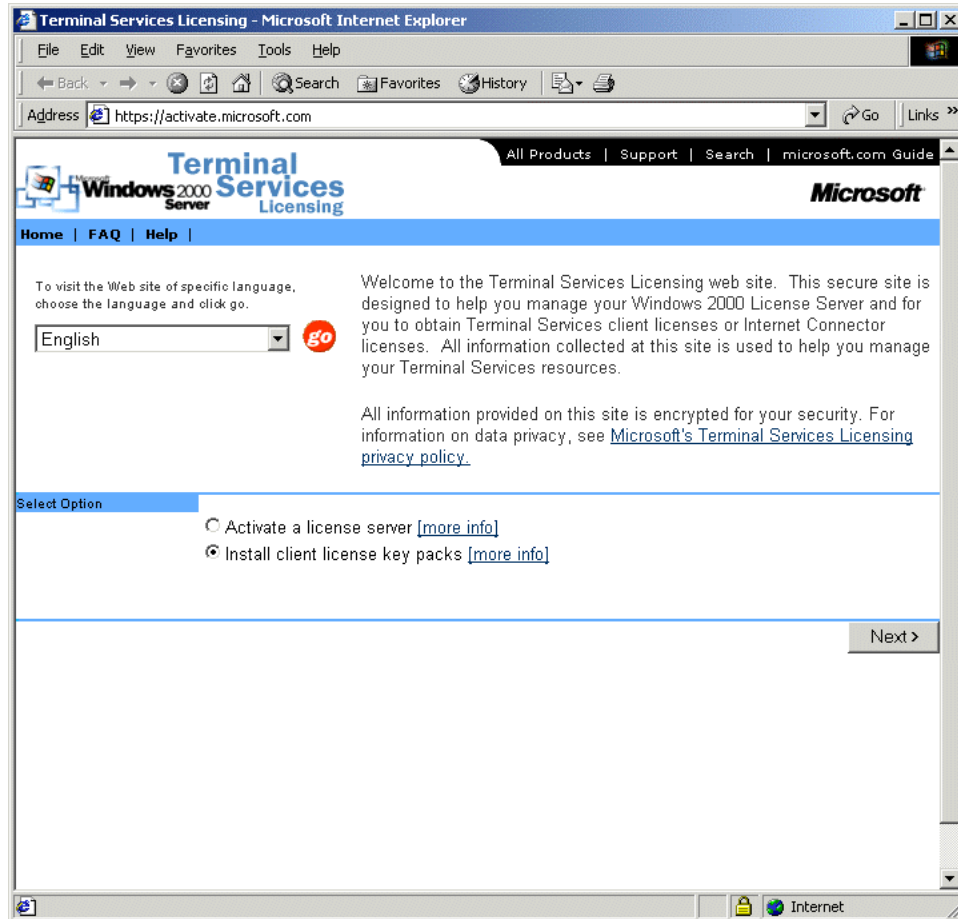 Terminal Services Licensing - Microsoft Internet Explorer
File Edit View Favorites Tools Help
Back Search Favorites History
Address https://activate.microsoft.com Go Links »
All Products | Support | Search | microsoft.com Guide
Microsoft
Windows 2000
Server
Terminal
Services
Licensing
Microsoft
Home | FAQ | Help |
To visit the Web site of specific language,
choose the language and click go.
English go
Welcome to the Terminal Services Licensing web site. This secure site is
designed to help you manage your Windows 2000 License Server and for
you to obtain Terminal Services client licenses or Internet Connector
licenses. All information collected at this site is used to help you manage
your Terminal Services resources.
All information provided on this site is encrypted for your security. For
information on data privacy, see Microsoft's Terminal Services Licensing
privacy policy.
Select Option
Activate a license server [more info]
Install client license key packs [more info]
Next >
Internet